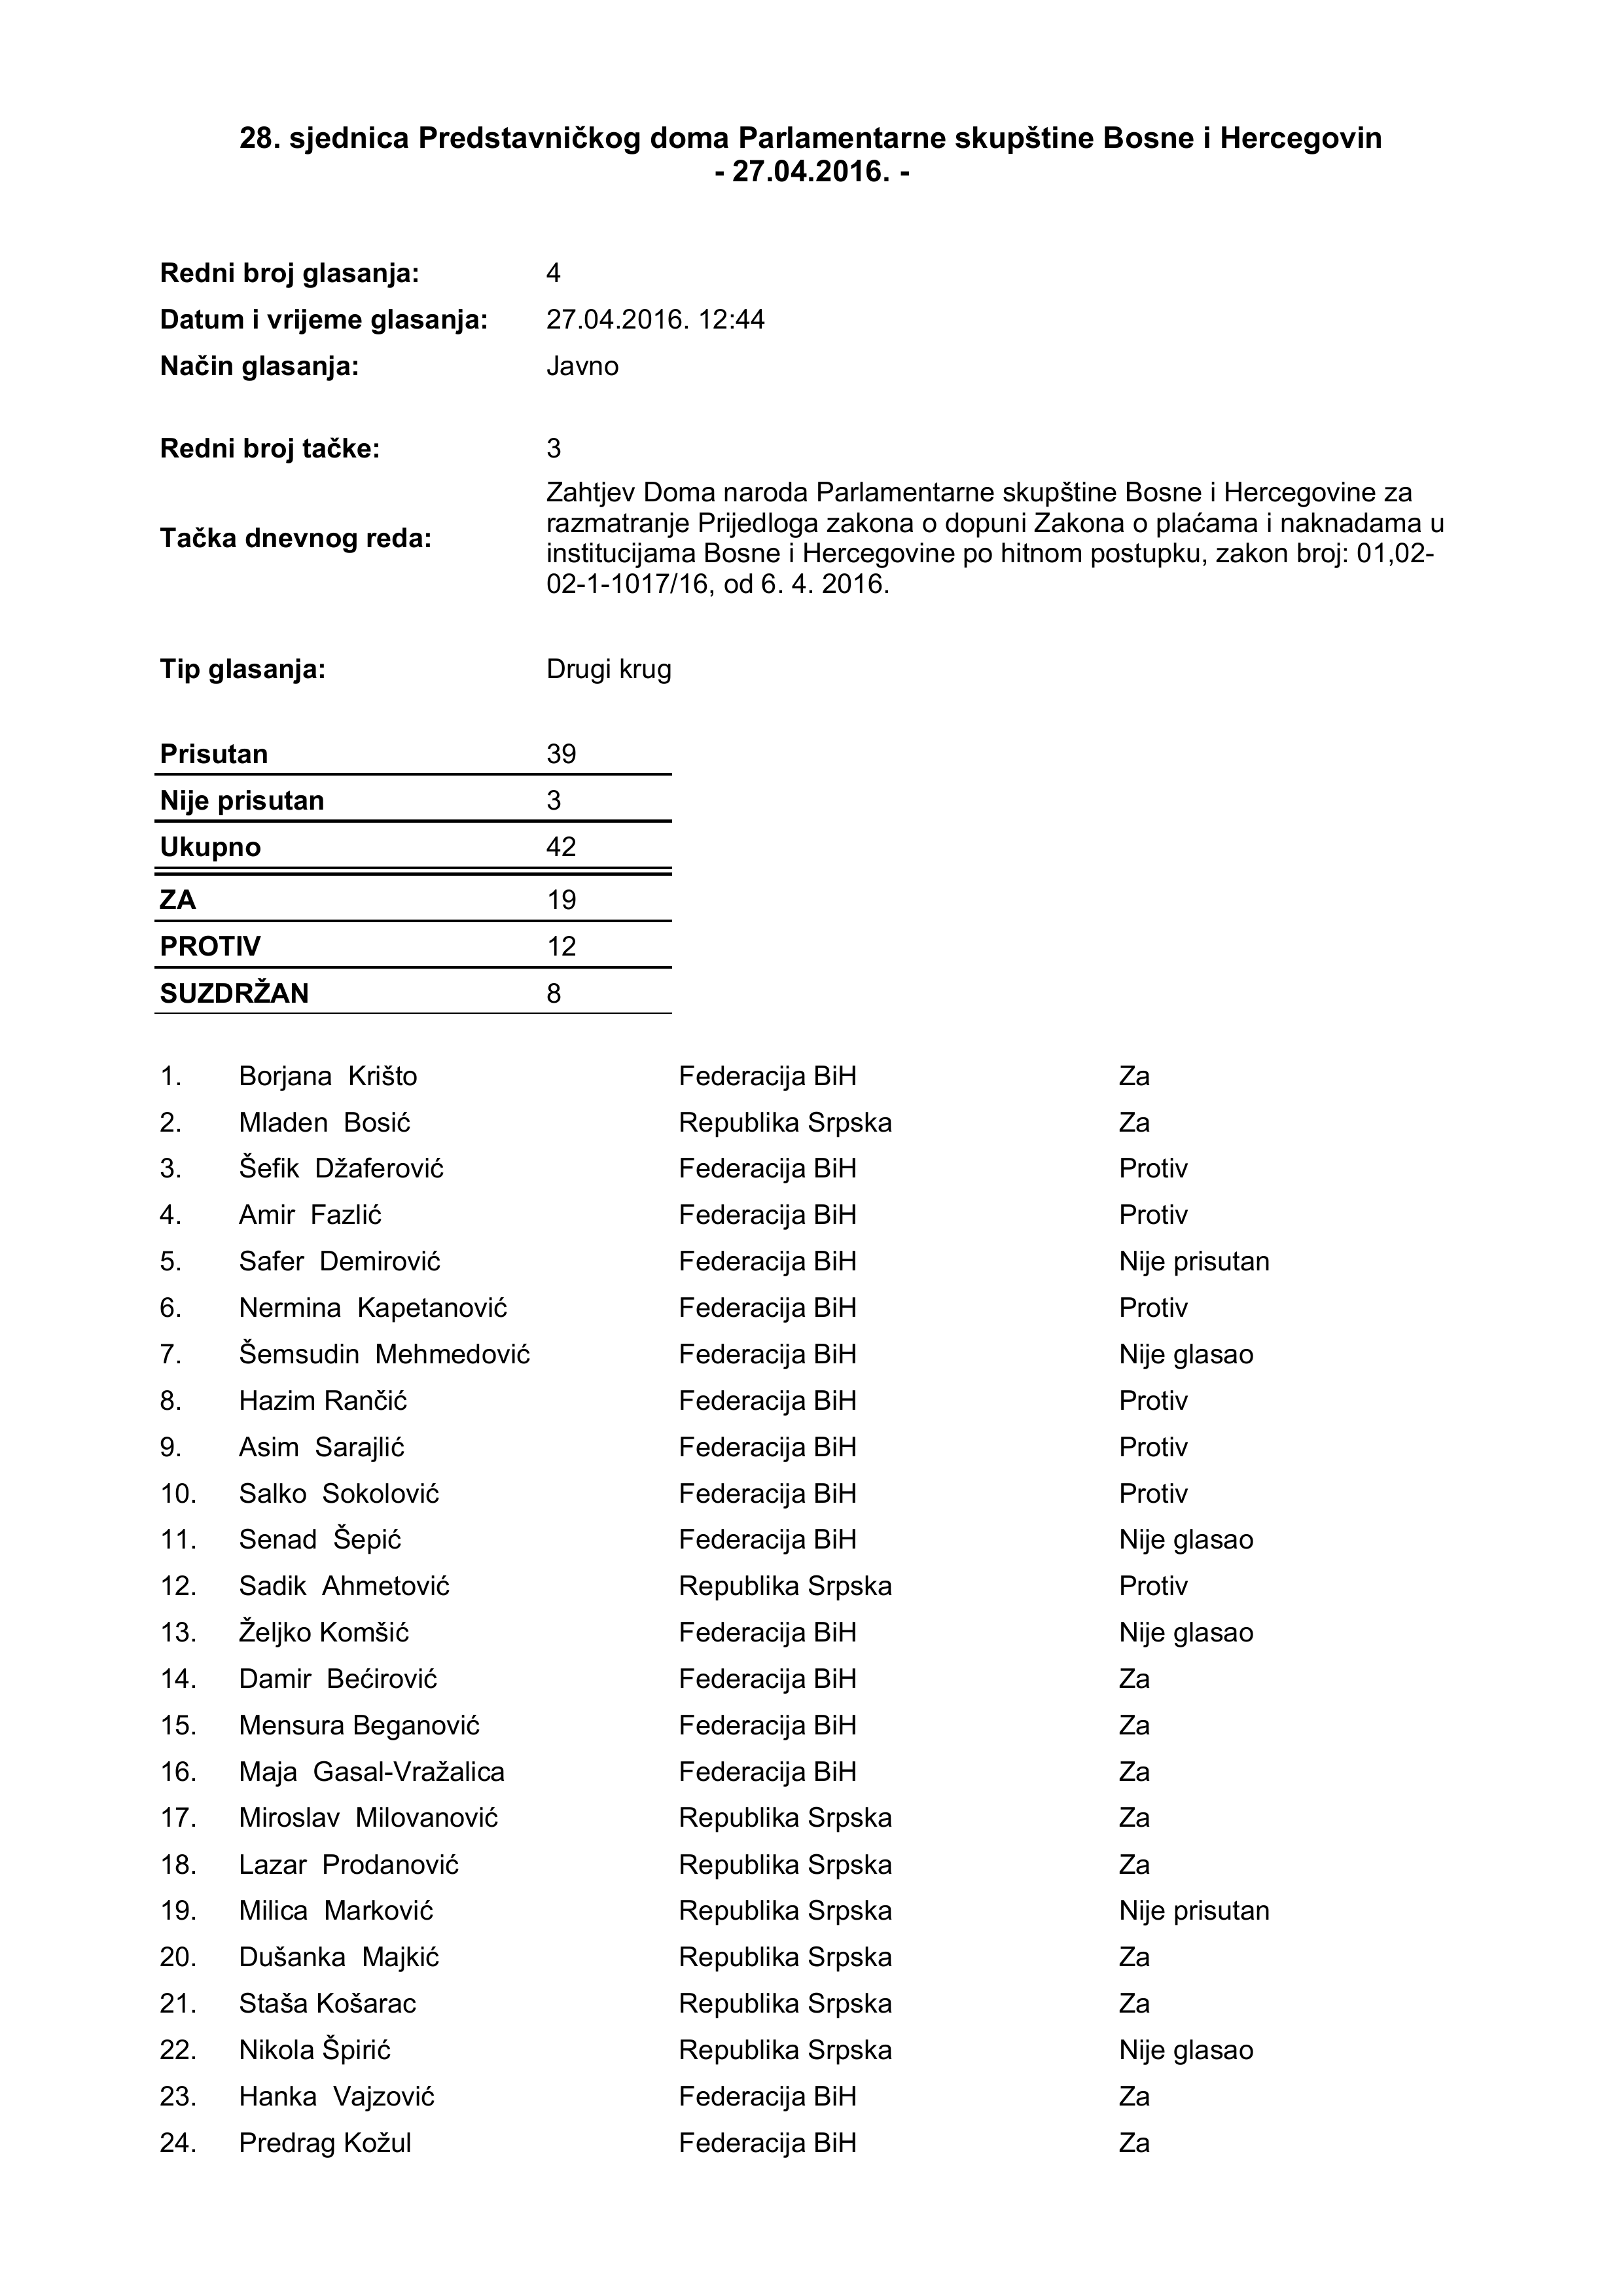 28. sjednica Predstavničkog doma Parlamentarne skupštine Bosne i Hercegovin
- 27.04.2016. -
Redni broj glasanja: 4
Datum i vrijeme glasanja: 27.04.2016. 12:44
Način glasanja: Javno
Redni broj tačke: 3
Tačka dnevnog reda: Zahtjev Doma naroda Parlamentarne skupštine Bosne i Hercegovine za
razmatranje Prijedloga zakona o dopuni Zakona o plaćama i naknadama u
institucijama Bosne i Hercegovine po hitnom postupku, zakon broj: 01,02-
02-1-1017/16, od 6. 4. 2016.
Tip glasanja: Drugi krug
Prisutan 39
Nije prisutan 3
Ukupno 42
ZA 19
PROTIV 12
SUZDRŽAN 8
1. Borjana Krišto Federacija BiH Za
2. Mladen Bosić Republika Srpska Za
3. Šefik Džaferović Federacija BiH Protiv
4. Amir Fazlić Federacija BiH Protiv
5. Safer Demirović Federacija BiH Nije prisutan
6. Nermina Kapetanović Federacija BiH Protiv
7. Šemsudin Mehmedović Federacija BiH Nije glasao
8. Hazim Rančić Federacija BiH Protiv
9. Asim Sarajlić Federacija BiH Protiv
10. Salko Sokolović Federacija BiH Protiv
11. Senad Šepić Federacija BiH Nije glasao
12. Sadik Ahmetović Republika Srpska Protiv
13. Željko Komšić Federacija BiH Nije glasao
14. Damir Bećirović Federacija BiH Za
15. Mensura Beganović Federacija BiH Za
16. Maja Gasal-Vražalica Federacija BiH Za
17. Miroslav Milovanović Republika Srpska Za
18. Lazar Prodanović Republika Srpska Za
19. Milica Marković Republika Srpska Nije prisutan
20. Dušanka Majkić Republika Srpska Za
21. Staša Košarac Republika Srpska Za
22. Nikola Špirić Republika Srpska Nije glasao
23. Hanka Vajzović Federacija BiH Za
24. Predrag Kožul Federacija BiH Za